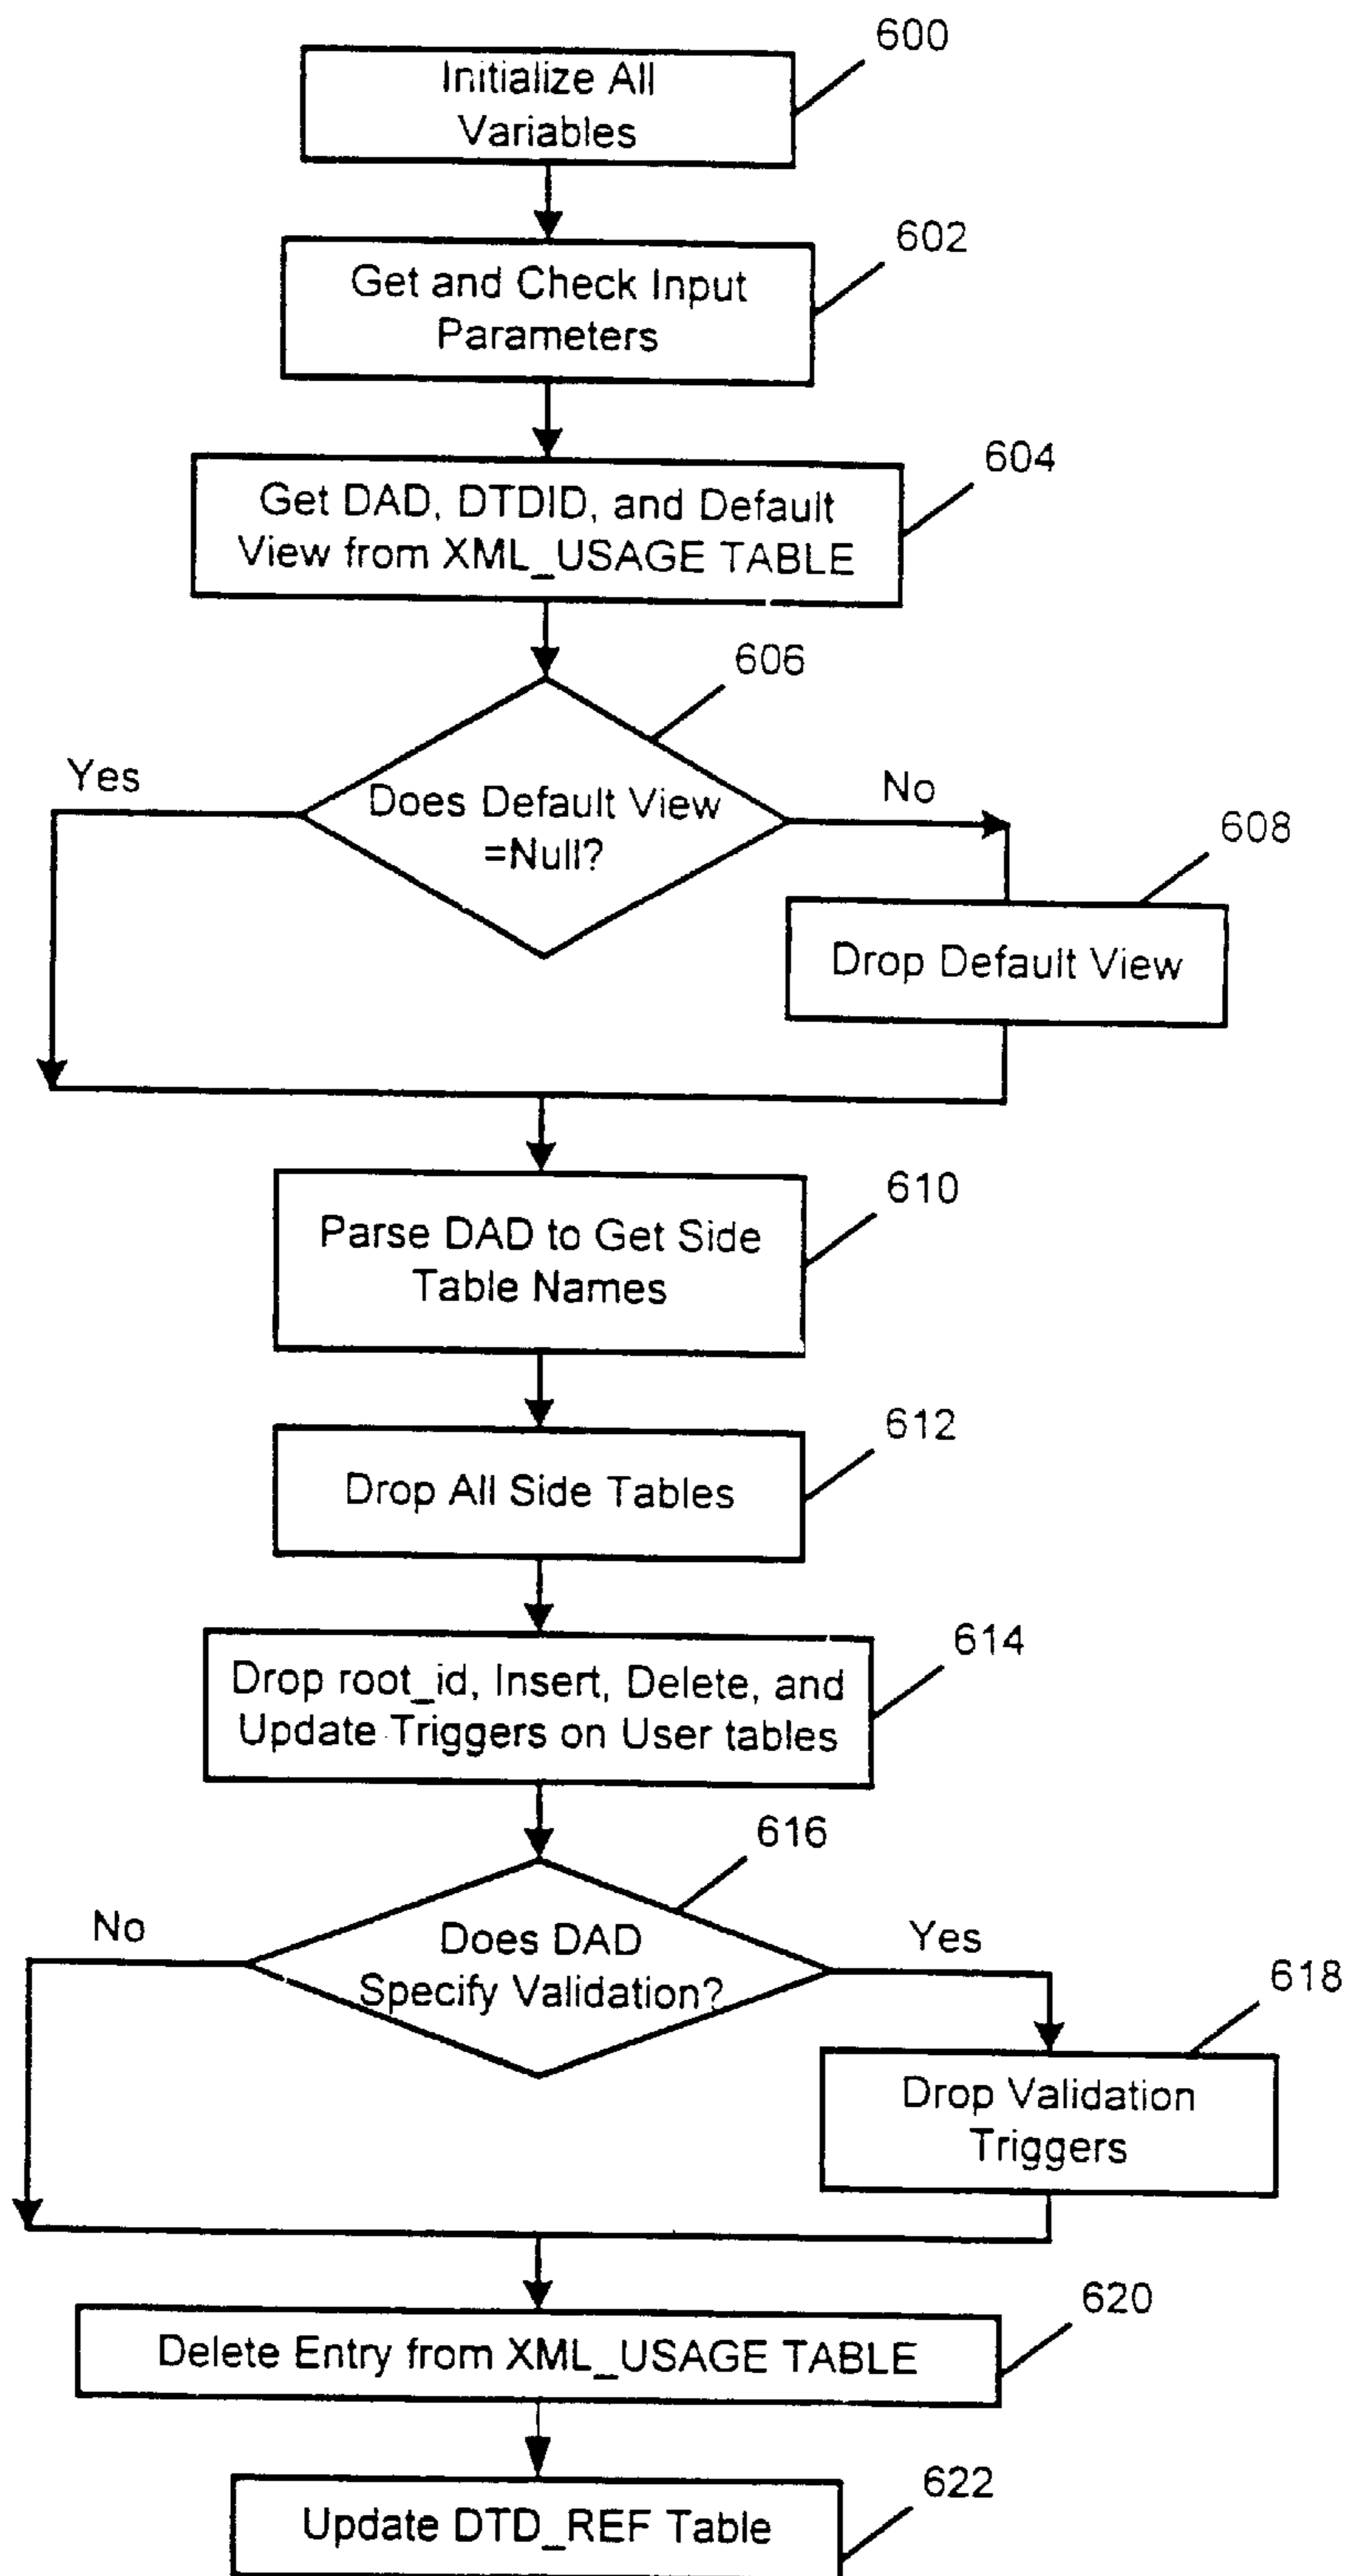 600
Initialize All
Variables
602
Get and Check Input
Parameters
604
Get DAD, DTDID, and Default
View from XML_USAGE TABLE
606
Yes
No
Does Default View
=Null?
608
Drop Default View
610
Parse DAD to Get Side
Table Names
612
Drop All Side Tables
614
Drop root_id, Insert, Delete, and
Update Triggers on User tables
616
No
Yes
Does DAD
Specify Validation?
618
Drop Validation
Triggers
620
Delete Entry from XML_USAGE TABLE
622
Update DTD_REF Table